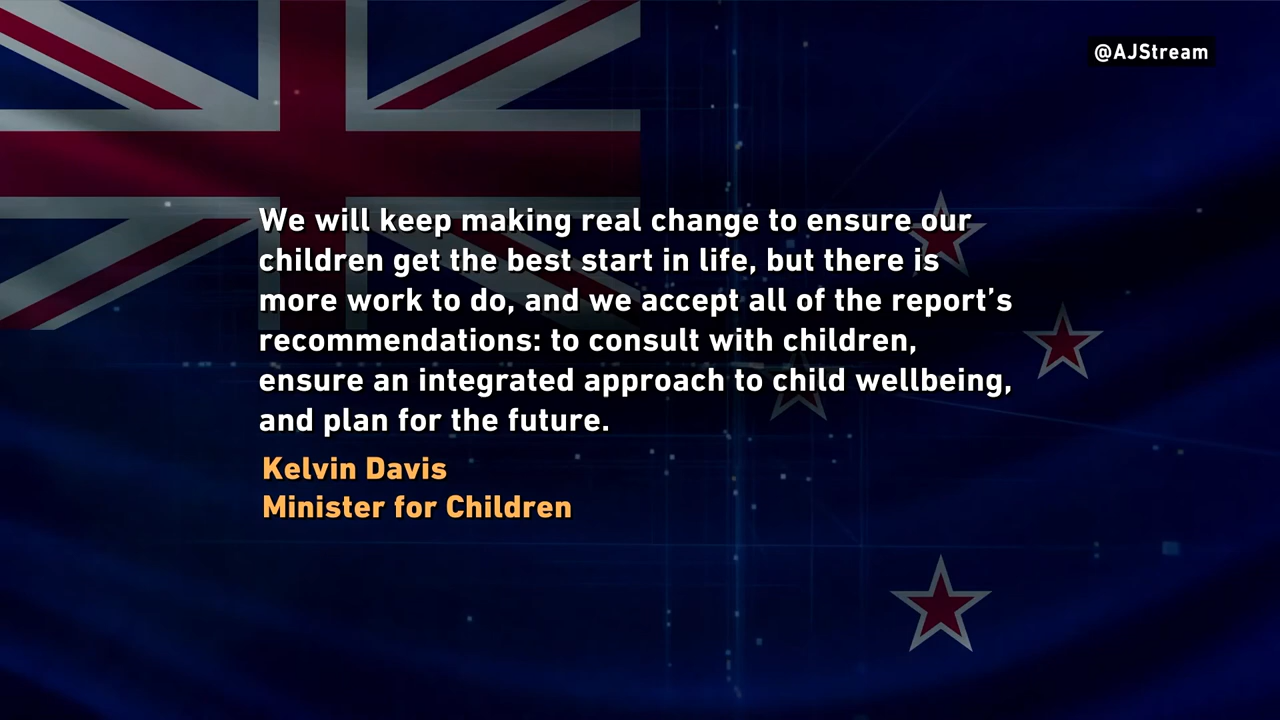 @AJStream
We will keep making real change to ensure our
children get the best start in life, but there is
more work to do, and we accept all of the report's
recommendations: to consult with children,
ensure an integrated approach to child wellbeing,
and plan for the future.
Kelvin Davis
Minister for Children